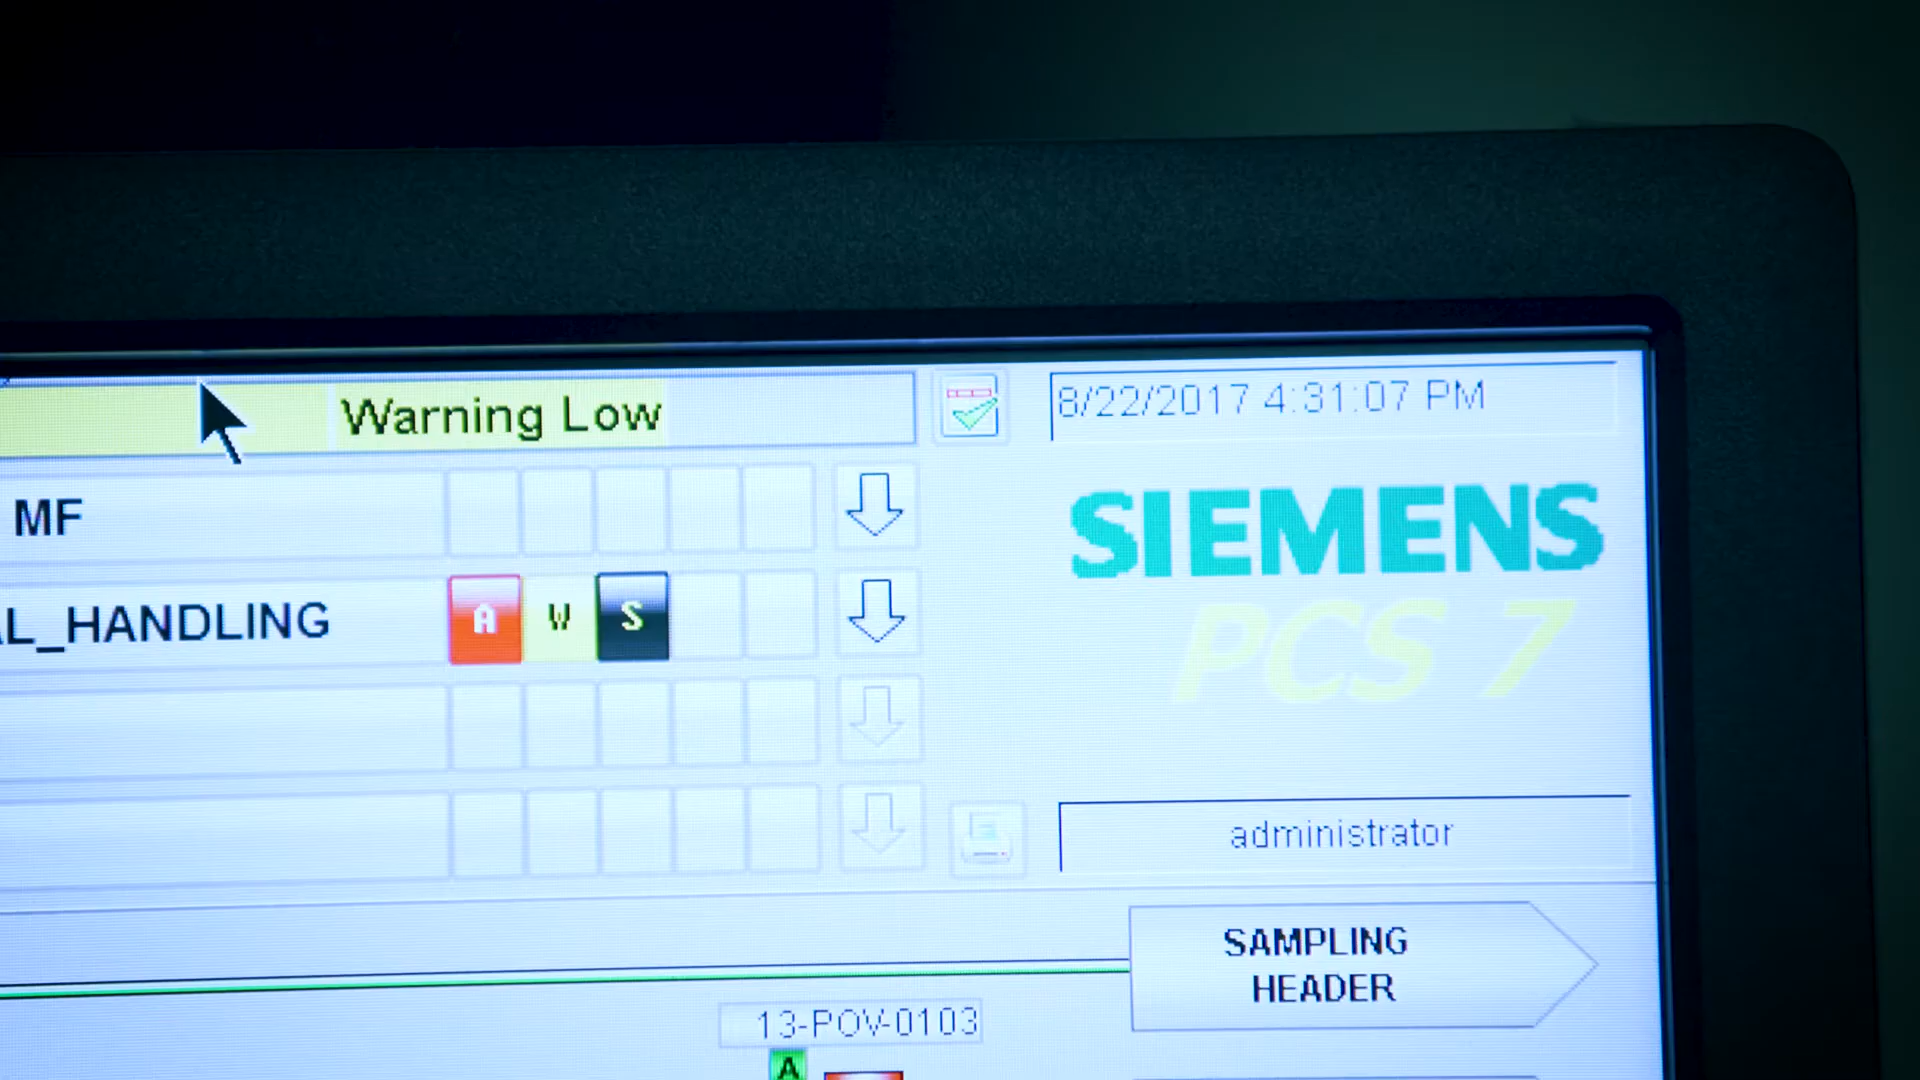 Warning Low
8/22/2017 4:31:07 PM
MF
SIEMENS
PCS 7
AL_HANDLING
A W S
administrator
SAMPLING
HEADER
13-POV-0103
A